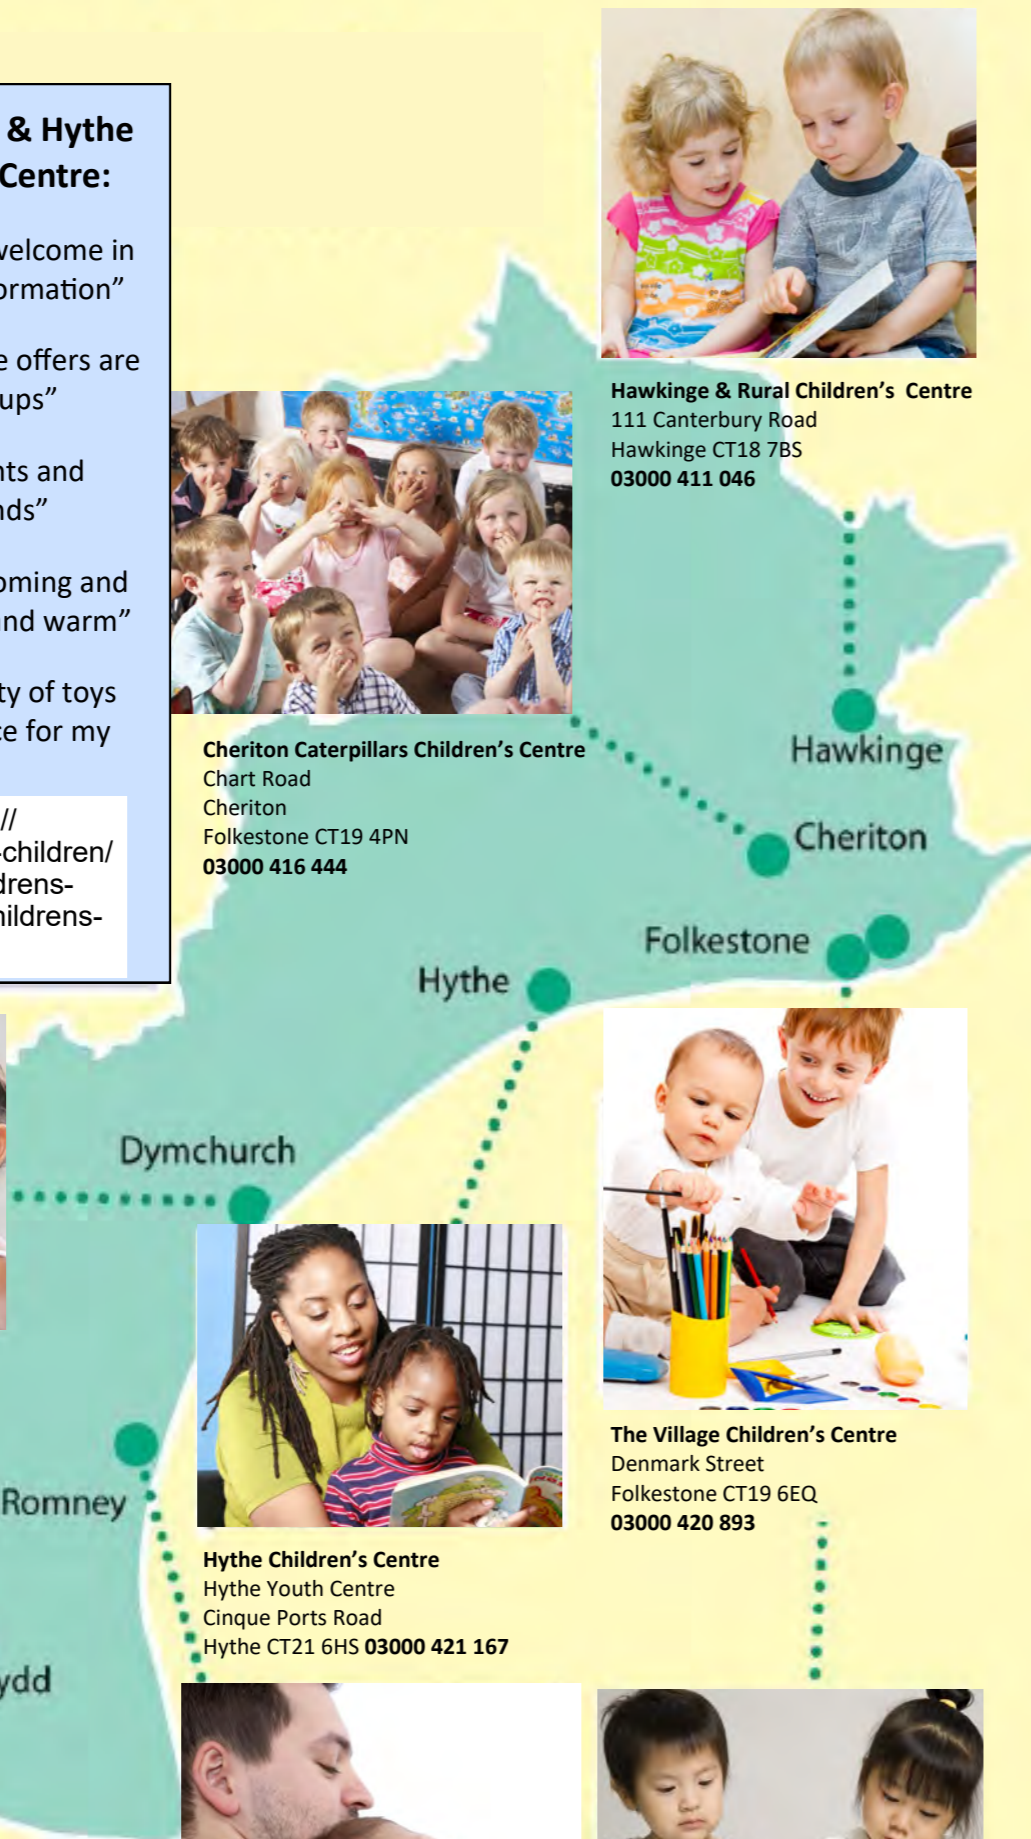 & Hythe
Centre:
welcome in
ormation”
e offers are
ups”
nts and
nds”
oming and
and warm”
ty of toys
ce for my
//
-children/
drens-
hildrens-
Hawkinge & Rural Children’s Centre
111 Canterbury Road
Hawkinge CT18 7BS
03000 411 046
Cheriton Caterpillars Children’s Centre
Chart Road
Cheriton
Folkestone CT19 4PN
03000 416 444
Hawkinge
Cheriton
Folkestone
Hythe
Dymchurch
Romney
ydd
The Village Children’s Centre
Denmark Street
Folkestone CT19 6EQ
03000 420 893
Hythe Children’s Centre
Hythe Youth Centre
Cinque Ports Road
Hythe CT21 6HS 03000 421 167